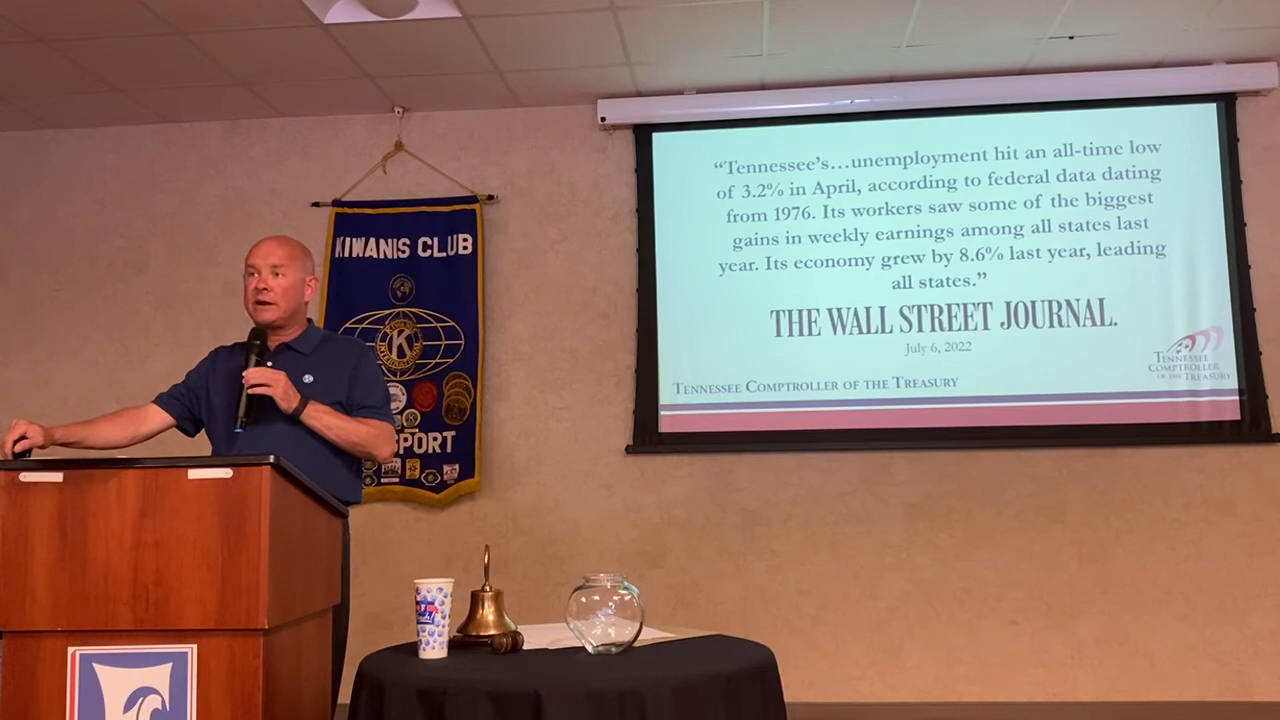 “Tennessee’s…unemployment hit an all-time low
of 3.2% in April, according to federal data dating
from 1976. Its workers saw some of the biggest
gains in weekly earnings among all states last
year. Its economy grew by 8.6% last year, leading
all states.”
THE WALL STREET JOURNAL.
July 6, 2022
TENNESSEE COMPTROLLER OF THE TREASURY
TENNESSEE
COMPTROLLER
OF THE TREASURY
KIWANIS CLUB
KIWANIS
K
INTERNATIONAL
SPORT